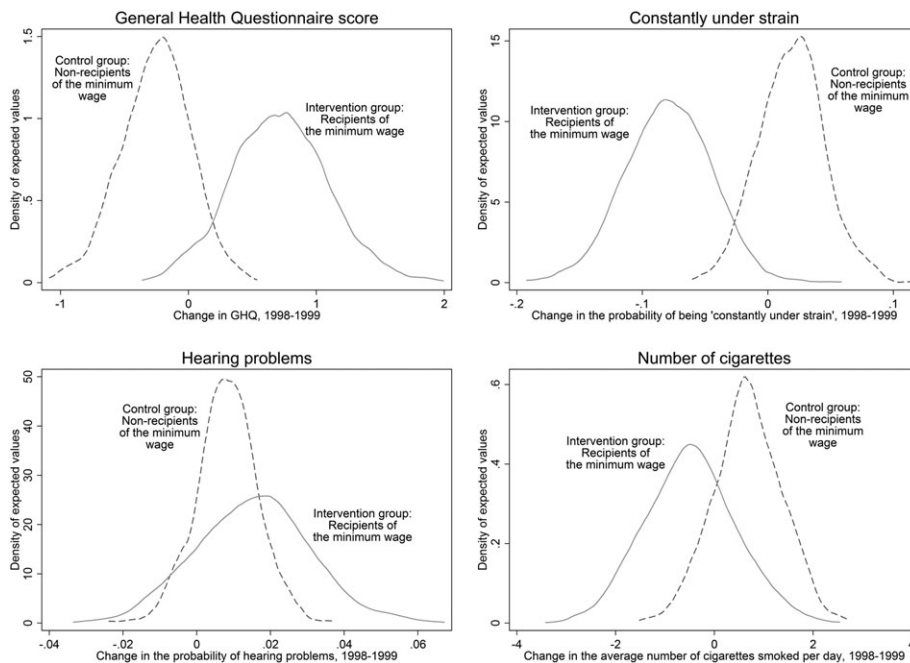 General Health Questionnaire score
Density of expected values
0
.5
1
1.5
Control group:
Non-recipients
of the minimum
wage
Intervention group:
Recipients of
the minimum wage
-1
0
1
2
Change in GHQ, 1998-1999
Constantly under strain
Density of expected values
0
5
10
15
Intervention group:
Recipients of
the minimum wage
Control group:
Non-recipients
of the minimum
wage
-.2
-.1
0
.1
Change in the probability of being 'constantly under strain', 1998-1999
Hearing problems
Density of expected values
0
10
20
30
40
50
Control group:
Non-recipients
of the minimum
wage
Intervention group:
Recipients of
the minimum wage
-.04
-.02
0
.02
.04
.06
Change in the probability of hearing problems, 1998-1999
Number of cigarettes
Density of expected values
0
.2
.4
.6
Intervention group:
Recipients of
the minimum wage
Control group:
Non-recipients
of the minimum
wage
-4
-2
0
2
Change in the average number of cigarettes smoked per day, 1998-1999